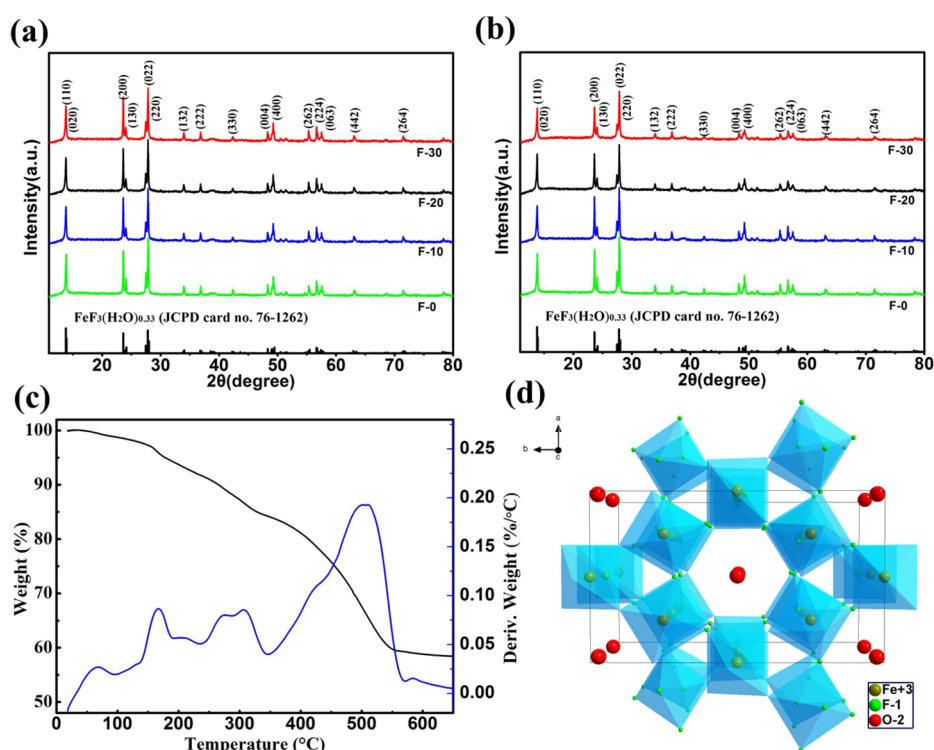 (a)
Intensity(a.u.)
(110)
(020)
(200)
(130)
(022)
(220)
(132)
(222)
(330)
(004)
(400)
(262)
(224)
(063)
(442)
(264)
F-30
F-20
F-10
F-0
FeF3(H2O)0.33 (JCPD card no. 76-1262)
20 30 40 50 60 70 80
2θ(degree)
(b)
Intensity(a.u.)
(110)
(020)
(200)
(130)
(022)
(220)
(132)
(222)
(330)
(004)
(400)
(262)
(224)
(063)
(442)
(264)
F-30
F-20
F-10
F-0
FeF3(H2O)0.33 (JCPD card no. 76-1262)
20 30 40 50 60 70 80
2θ(degree)
(c)
Weight(%)
100
90
80
70
60
50
0 100 200 300 400 500 600
Temperature (°C)
0.25
0.20
0.15
0.10
0.05
0.00
Deriv. Weight (%/°C)
(d)
a
b
c
Fe+3
F-1
O-2